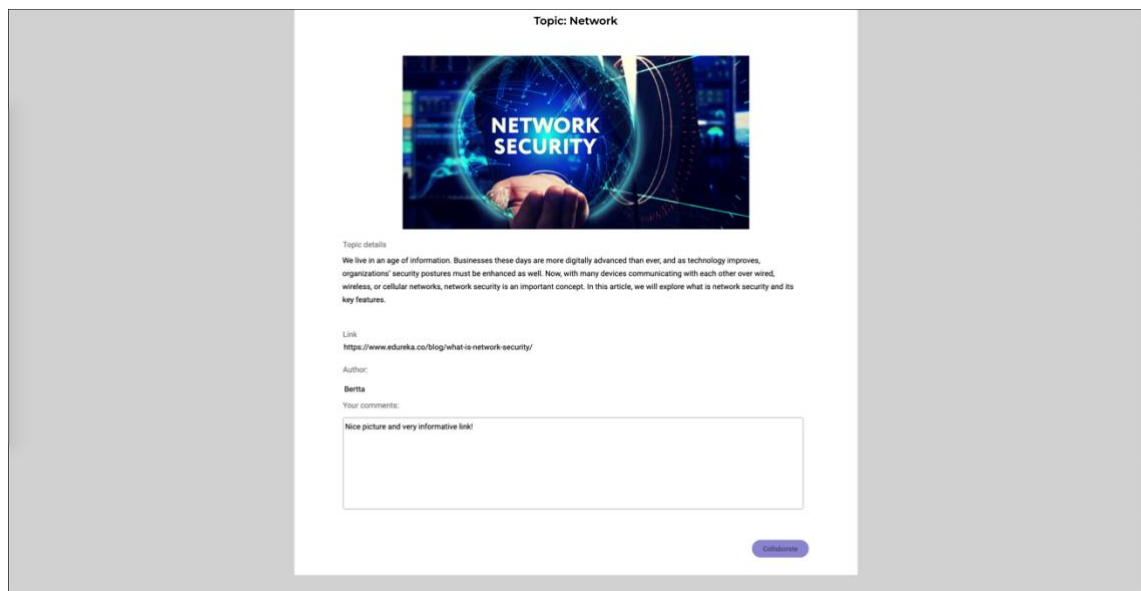 Topic: Network
NETWORK
SECURITY
Topic details
We live in an age of information. Businesses these days are more digitally advanced than ever, and as technology improves,
organizations' security postures must be enhanced as well. Now, with many devices communicating with each other over wired,
wireless, or cellular networks, network security is an important concept. In this article, we will explore what is network security and its
key features.
Link
https://www.edureka.co/blog/what-is-network-security/
Author:
Bertta
Your comments:
Nice picture and very informative link!
Collaborate